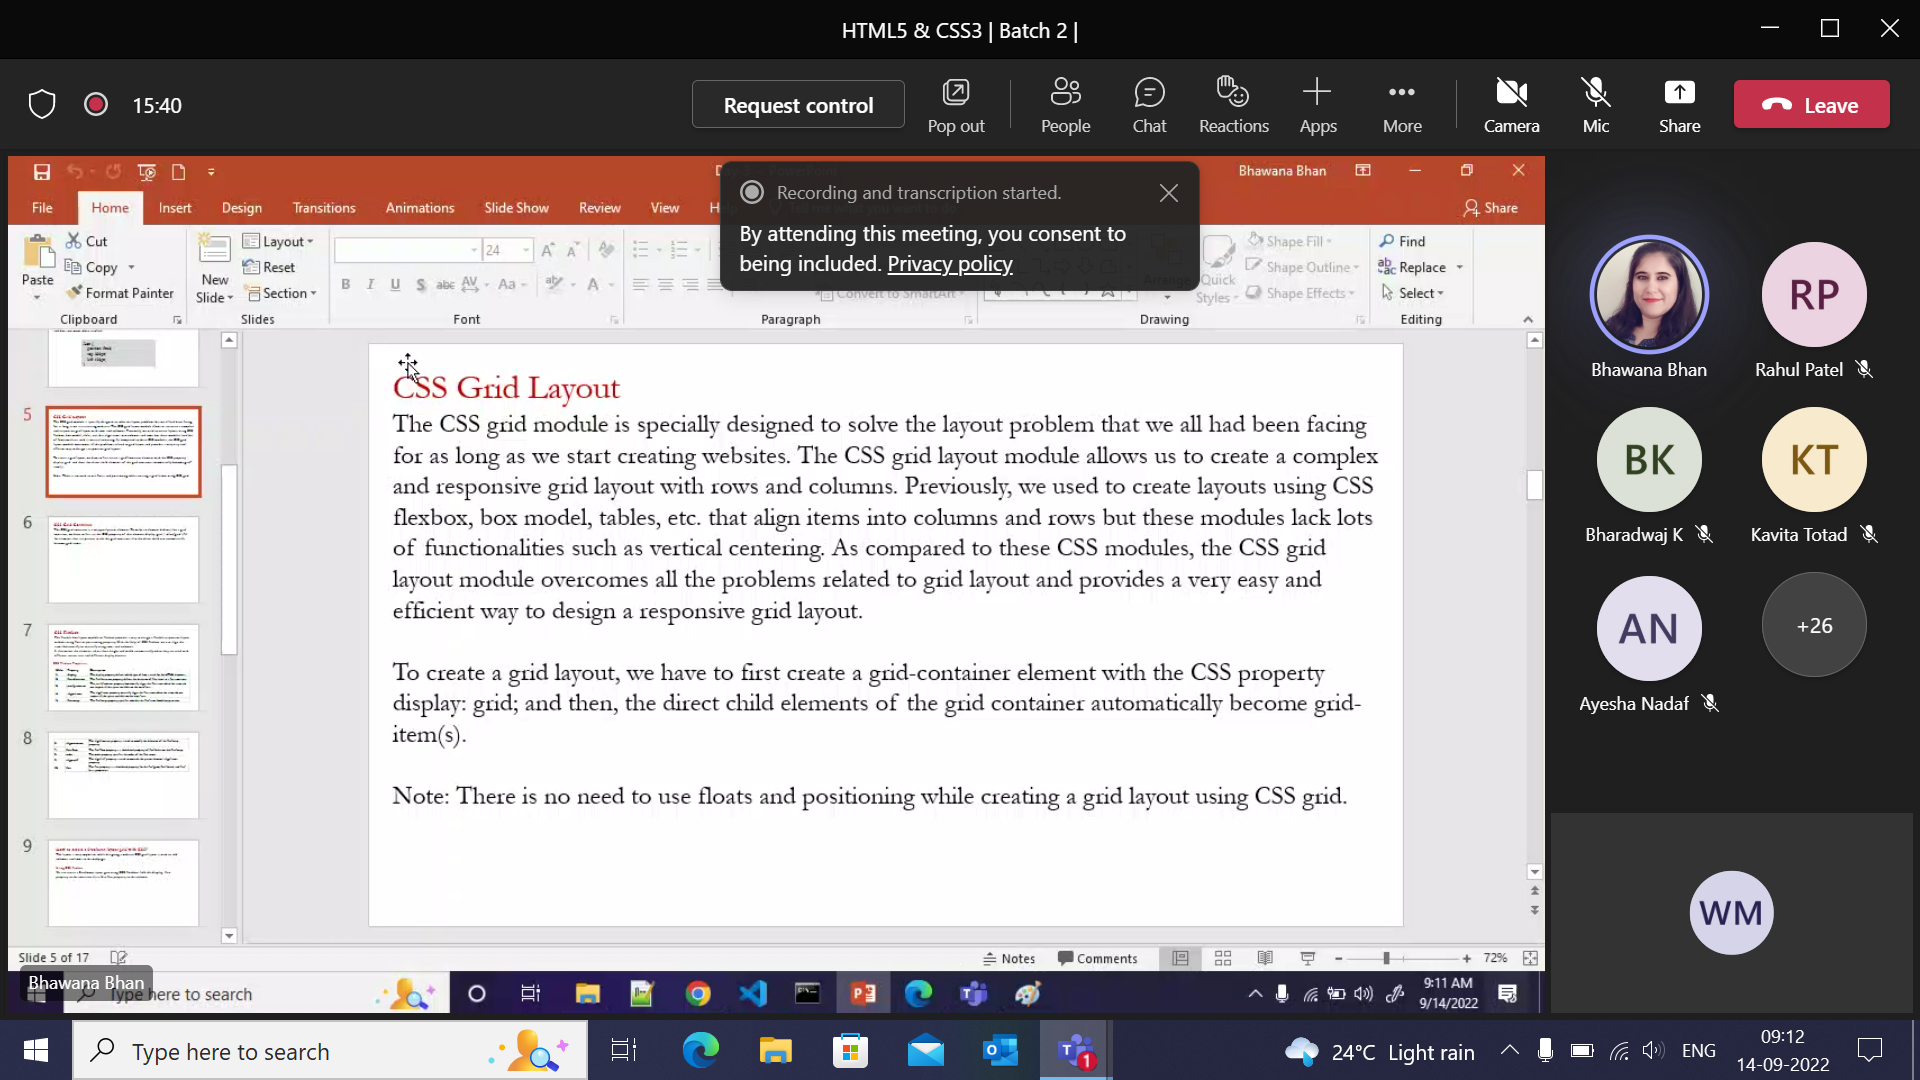 HTML5 & CSS3 | Batch 2 |
15:40
Request control
Pop out
People
Chat
Reactions
Apps
More
Camera
Mic
Share
Leave
Bhawana Bhan
File
Home
Insert
Design
Transitions
Animations
Slide Show
Review
View
Share
Recording and transcription started.
By attending this meeting, you consent to
being included. Privacy policy
Paste
Cut
Copy
Format Painter
Clipboard
New
Slide
Layout
Reset
Section
Slides
24
Font
Paragraph
Convert to SmartArt
Quick
Styles
Shape Fill
Shape Outline
Shape Effects
Drawing
Find
Replace
Select
Editing
5
6
7
8
9
CSS Grid Layout
The CSS grid module is specially designed to solve the layout problem that we all had been facing
for as long as we start creating websites. The CSS grid layout module allows us to create a complex
and responsive grid layout with rows and columns. Previously, we used to create layouts using CSS
flexbox, box model, tables, etc. that align items into columns and rows but these modules lack lots
of functionalities such as vertical centering. As compared to these CSS modules, the CSS grid
layout module overcomes all the problems related to grid layout and provides a very easy and
efficient way to design a responsive grid layout.
To create a grid layout, we have to first create a grid-container element with the CSS property
display: grid; and then, the direct child elements of the grid container automatically become grid-
item(s).
Note: There is no need to use floats and positioning while creating a grid layout using CSS grid.
Slide 5 of 17
Notes
Comments
72%
Bhawana Bhan
Type here to search
9:11 AM
9/14/2022
Bhawana Bhan
RP
Rahul Patel
BK
Bharadwaj K
KT
Kavita Totad
AN
Ayesha Nadaf
+26
WM
Type here to search
1
24°C Light rain
ENG
09:12
14-09-2022